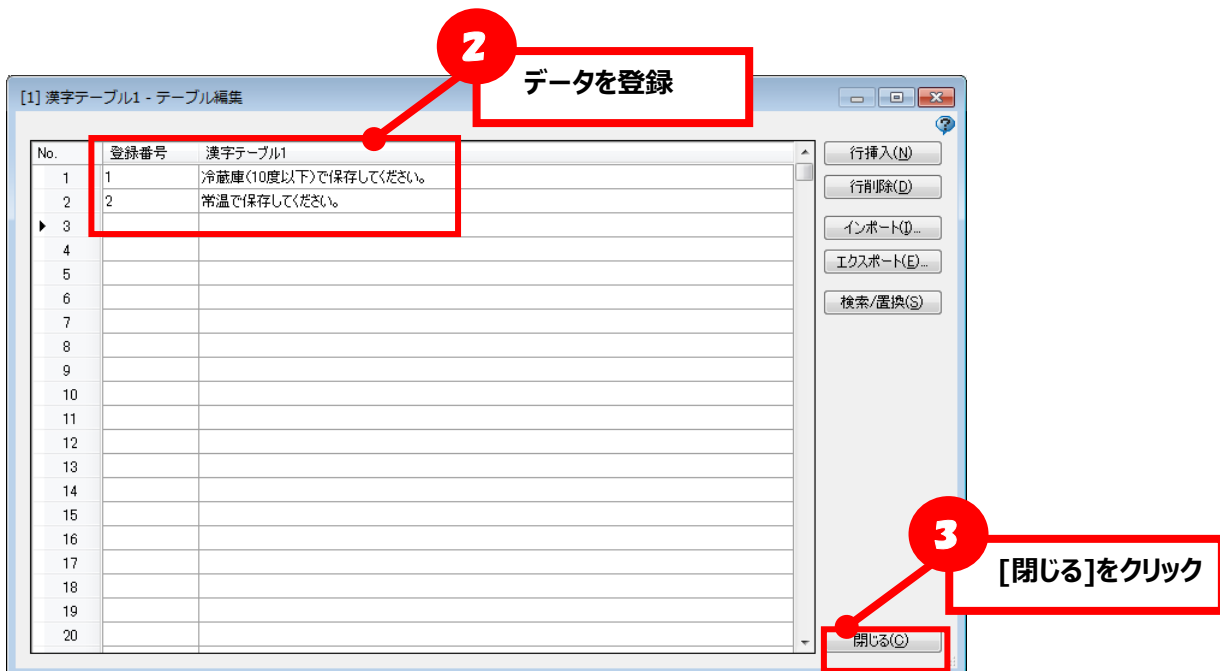 2
データを登録
[1] 漢字テーブル1 - テーブル編集
No. 登録番号 漢字テーブル1
1 1 冷蔵庫(10度以下)で保存してください。
2 2 常温で保存してください。
3
4
5
6
7
8
9
10
11
12
13
14
15
16
17
18
19
20
行挿入(N)
行削除(D)
インポート(I)...
エクスポート(E)...
検索/置換(S)
3
[閉じる]をクリック
閉じる(C)